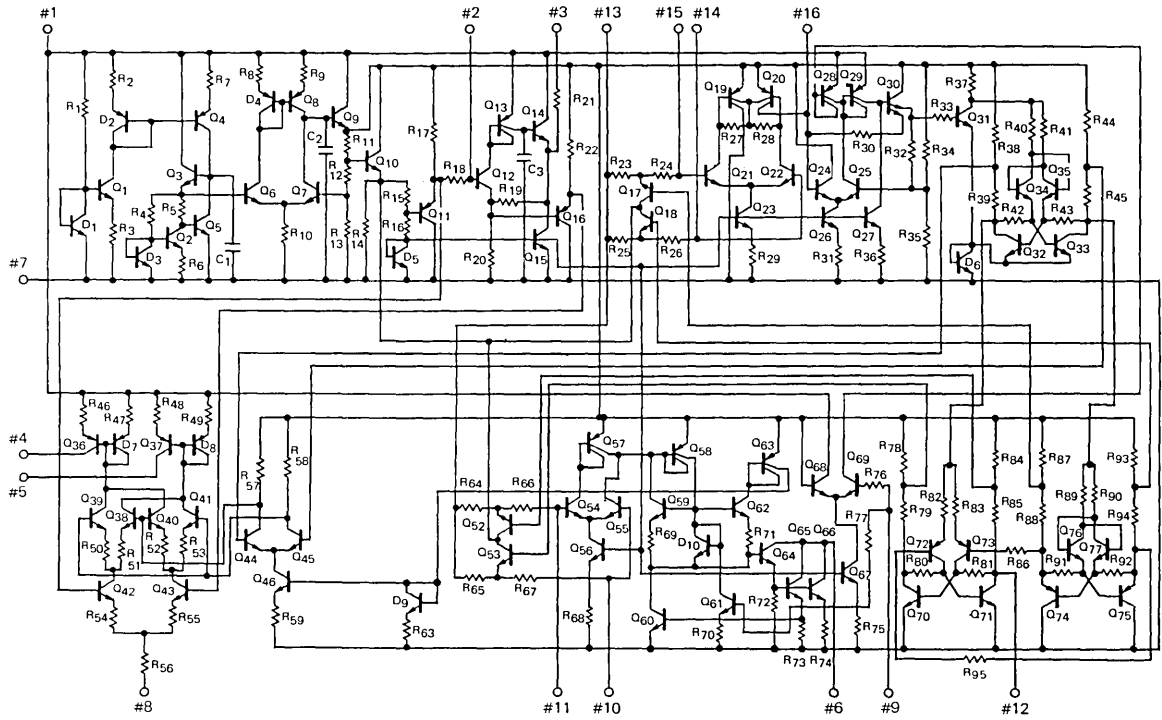 #1 #2 #3 #13 #15 #14 #16
R1 R2 D2 R7 Q4 R8 D4 R9 Q8 Q9 C2 R11 R12 Q10 R17 R18 Q13 Q14 R21 C3 R22 R23 R24 Q19 Q20 R27 R28 Q28 Q29 Q30 R30 R32 R33 R34 Q31 R37 R38 R40 R41 R44
D1 Q1 R3 R4 D3 Q3 R5 Q2 R6 Q5 C1 Q6 Q7 R10 R13 R14 R15 R16 D5 Q11 Q12 R19 R20 Q15 Q16 Q17 Q18 R25 R26 Q21 Q22 Q23 R29 Q24 Q25 Q26 R31 Q27 R36 R35 R39 D6 R42 Q34 Q35 R43 Q32 Q33 R45
#7
R46 R47 R48 R49
#4 Q36 D7 Q37 D8
#5
Q39 Q38 Q40 Q41 R50 R51 R52 R53 R57 R58 Q44 Q45 R64 R66 Q52 Q53 Q54 Q55 Q57 Q58 Q59 Q63 Q62 Q68 Q69 R76 R78 R84 R87 R93
Q42 Q43 R54 R55 Q46 R59 D9 R63 R65 R67 Q56 R68 R69 D10 Q60 Q61 R70 R71 Q64 Q65 Q66 R72 R73 R74 Q67 R75 R77 R79 R82 R83 R85 R88 R89 R90 R94
Q72 Q73 R80 R81 R86 Q70 Q71 R91 Q76 Q77 R92 Q74 Q75
R56 R95
#8 #11 #10 #6 #9 #12